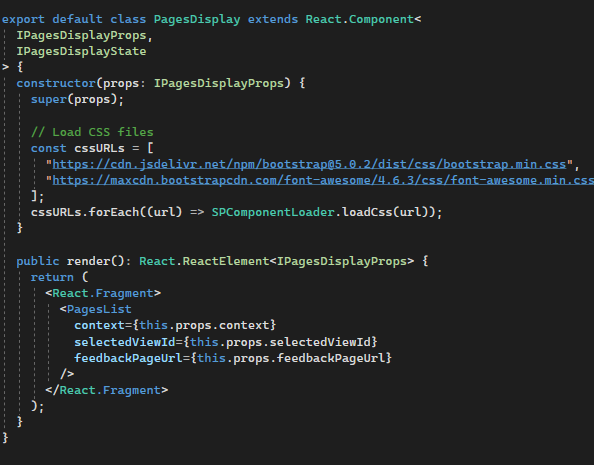 export default class PagesDisplay extends React.Component<
  IPagesDisplayProps,
  IPagesDisplayState
> {
  constructor(props: IPagesDisplayProps) {
    super(props);

    // Load CSS files
    const cssURLs = [
      "https://cdn.jsdelivr.net/npm/bootstrap@5.0.2/dist/css/bootstrap.min.css",
      "https://maxcdn.bootstrapcdn.com/font-awesome/4.6.3/css/font-awesome.min.css
    ];
    cssURLs.forEach((url) => SPComponentLoader.loadCss(url));
  }

  public render(): React.ReactElement<IPagesDisplayProps> {
    return (
      <React.Fragment>
        <PagesList
          context={this.props.context}
          selectedViewId={this.props.selectedViewId}
          feedbackPageUrl={this.props.feedbackPageUrl}
        />
      </React.Fragment>
    );
  }
}